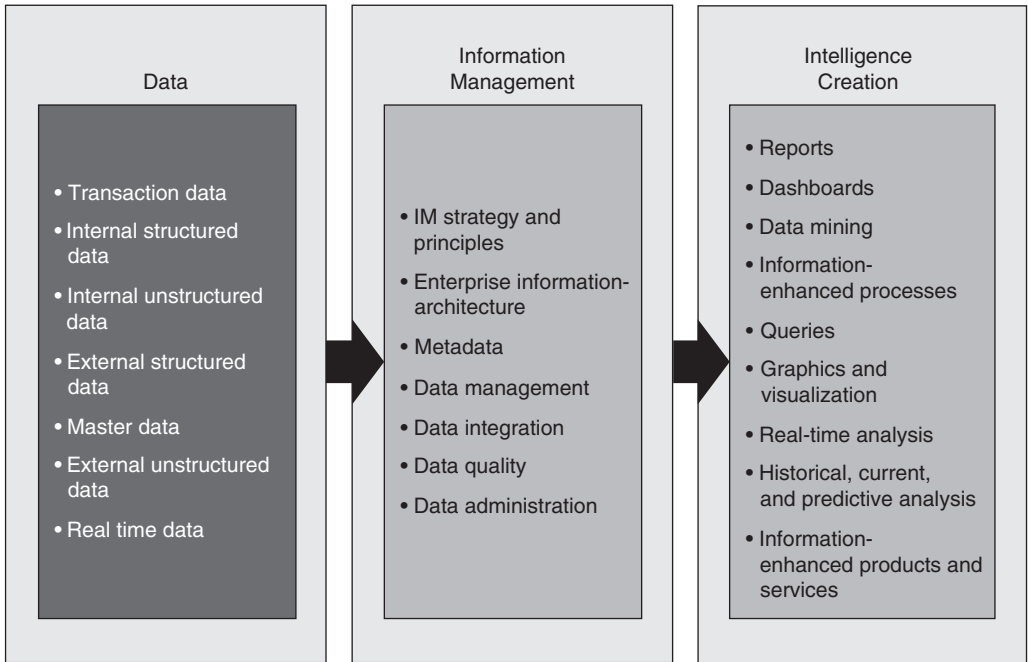 Data
• Transaction data
• Internal structured
data
• Internal unstructured
data
• External structured
data
• Master data
• External unstructured
data
• Real time data
Information
Management
• IM strategy and
principles
• Enterprise information-
architecture
• Metadata
• Data management
• Data integration
• Data quality
• Data administration
Intelligence
Creation
• Reports
• Dashboards
• Data mining
• Information-
enhanced processes
• Queries
• Graphics and
visualization
• Real-time analysis
• Historical, current,
and predictive analysis
• Information-
enhanced products and
services